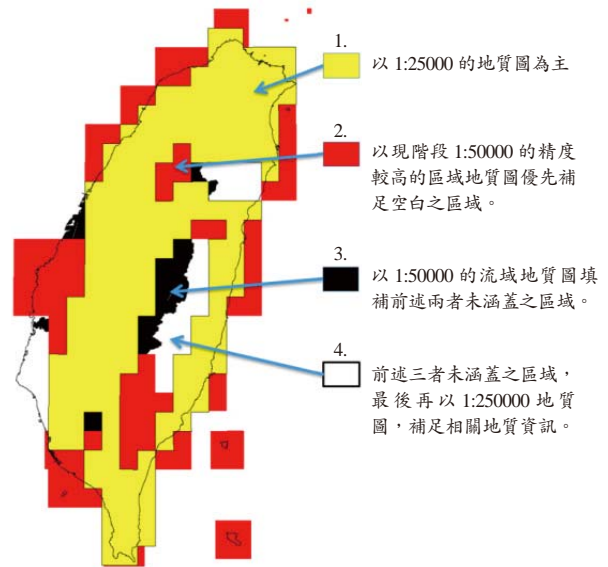 1.
以 1:25000 的地質圖為主
2.
以現階段 1:50000 的精度
較高的區域地質圖優先補
足空白之區域。
3.
以 1:50000 的流域地質圖填
補前述兩者未涵蓋之區域。
4.
前述三者未涵蓋之區域，
最後再以 1:250000 地質
圖，補足相關地質資訊。